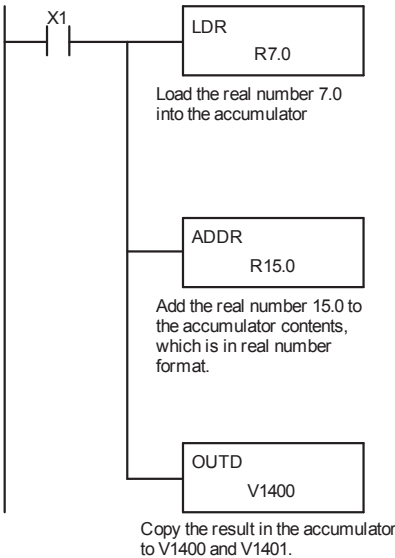 X1
LDR
R7.0
Load the real number 7.0
into the accumulator
ADDR
R15.0
Add the real number 15.0 to
the accumulator contents,
which is in real number
format.
OUTD
V1400
Copy the result in the accumulator
to V1400 and V1401.